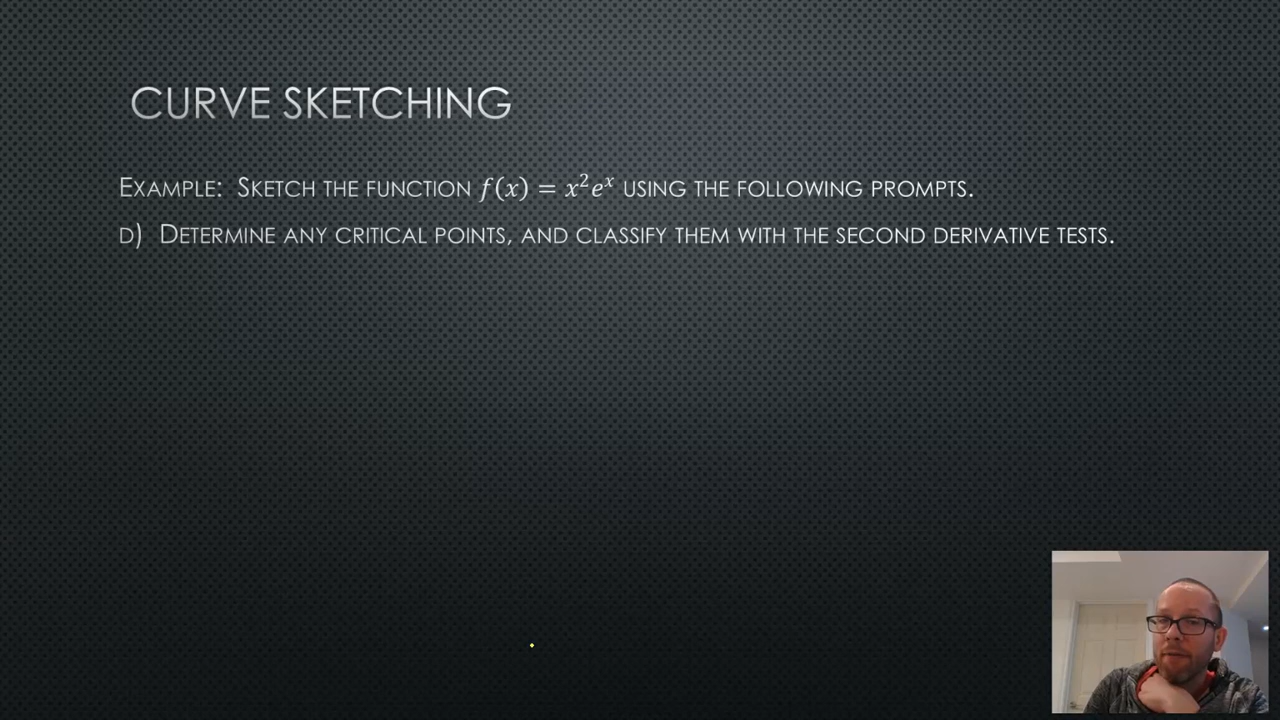 CURVE SKETCHING
EXAMPLE: SKETCH THE FUNCTION f(x) = x²eˣ USING THE FOLLOWING PROMPTS.
D) DETERMINE ANY CRITICAL POINTS, AND CLASSIFY THEM WITH THE SECOND DERIVATIVE TESTS.